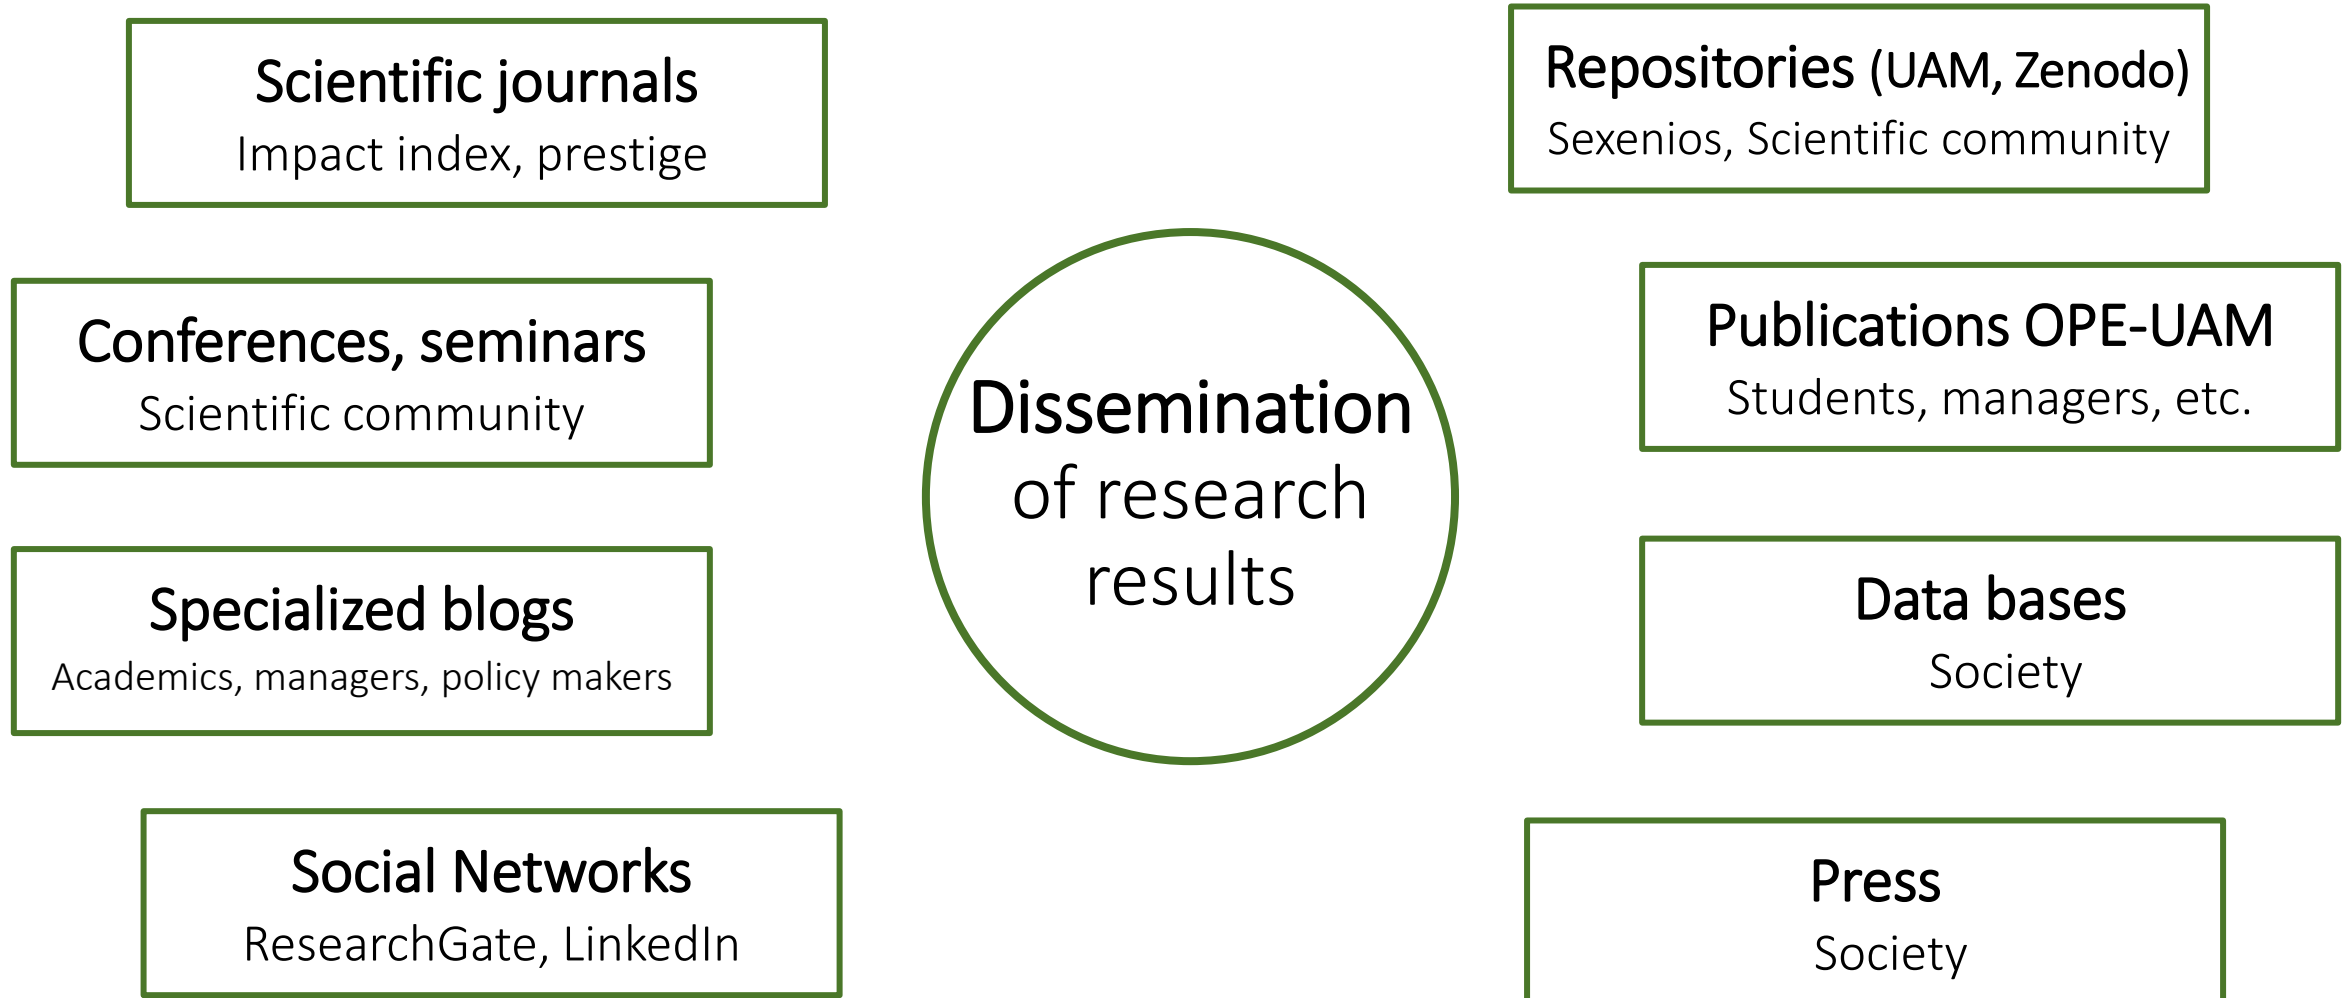 Scientific journals
Impact index, prestige
Conferences, seminars
Scientific community
Specialized blogs
Academics, managers, policy makers
Social Networks
ResearchGate, LinkedIn
Dissemination
of research
results
Repositories (UAM, Zenodo)
Sexenios, Scientific community
Publications OPE-UAM
Students, managers, etc.
Data bases
Society
Press
Society